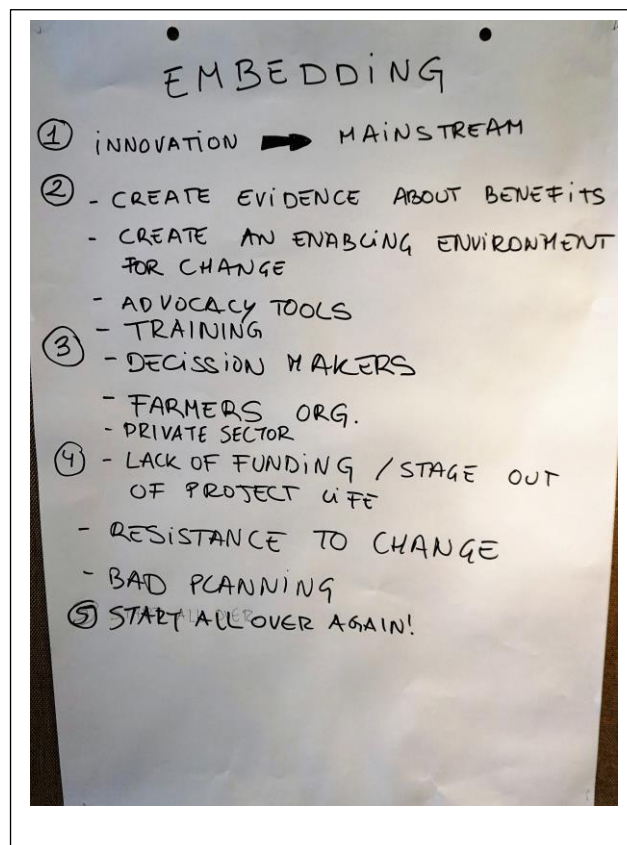 EMBEDDiNG
① iNNOVATiON ➡ MAiNSTREAM
② - CREATE EViDENCE ABOUT BENEFiTS
- CREATE AN ENABLiNG ENViRONMENT
FOR CHANGE
- ADVOCACY TOOLS
- TRAINING
③ - DECiSSiON MAKERS
- FARMERS ORG.
- PRIVATE SECTOR
④ - LACK OF FUNDiNG / STAGE OUT
OF PROJECT LiFE
- RESiSTANCE TO CHANGE
- BAD PLANNiNG
⑤ START ALL OVER AGAiN!